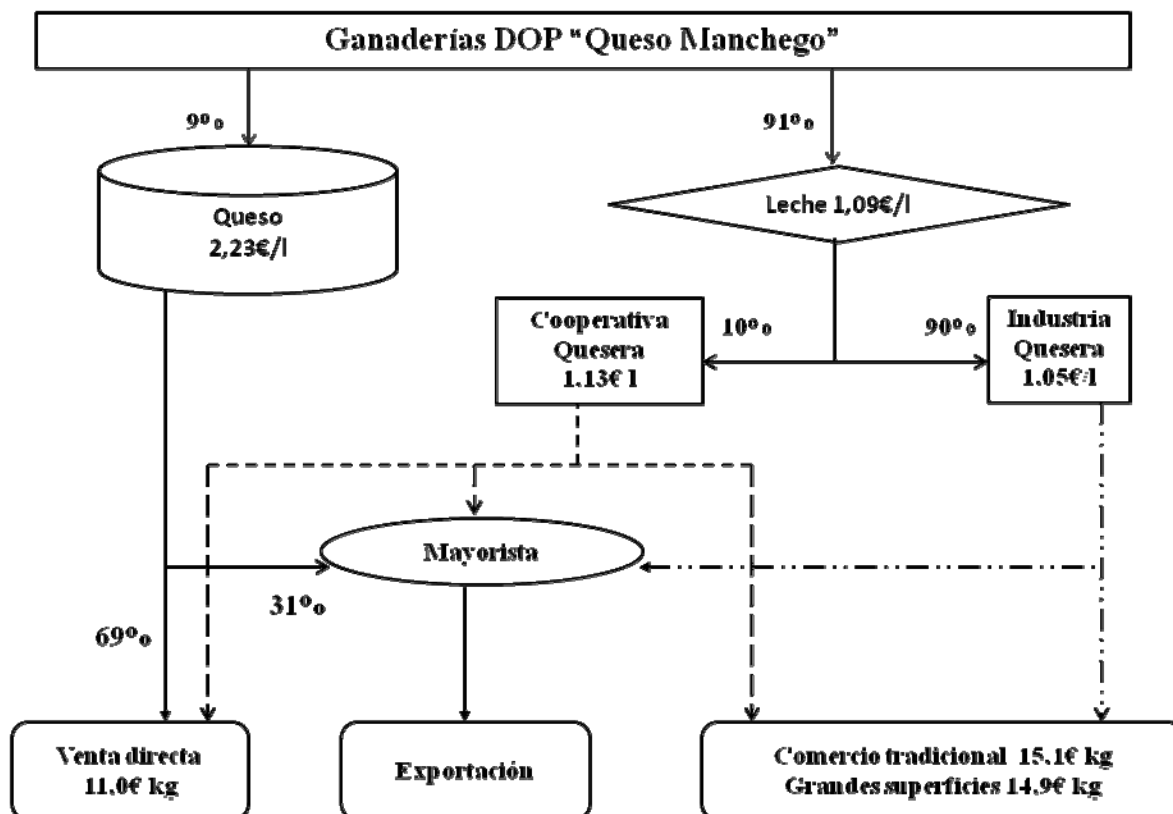 Ganaderías DOP "Queso Manchego"
9%
91%
Queso
2,23€/l
Leche 1,09€/l
Cooperativa
Quesera
1.13€ l
10%
90%
Industria
Quesera
1.05€/l
Mayorista
31%
69%
Venta directa
11,0€ kg
Exportación
Comercio tradicional 15,1€ kg
Grandes superficies 14,9€ kg